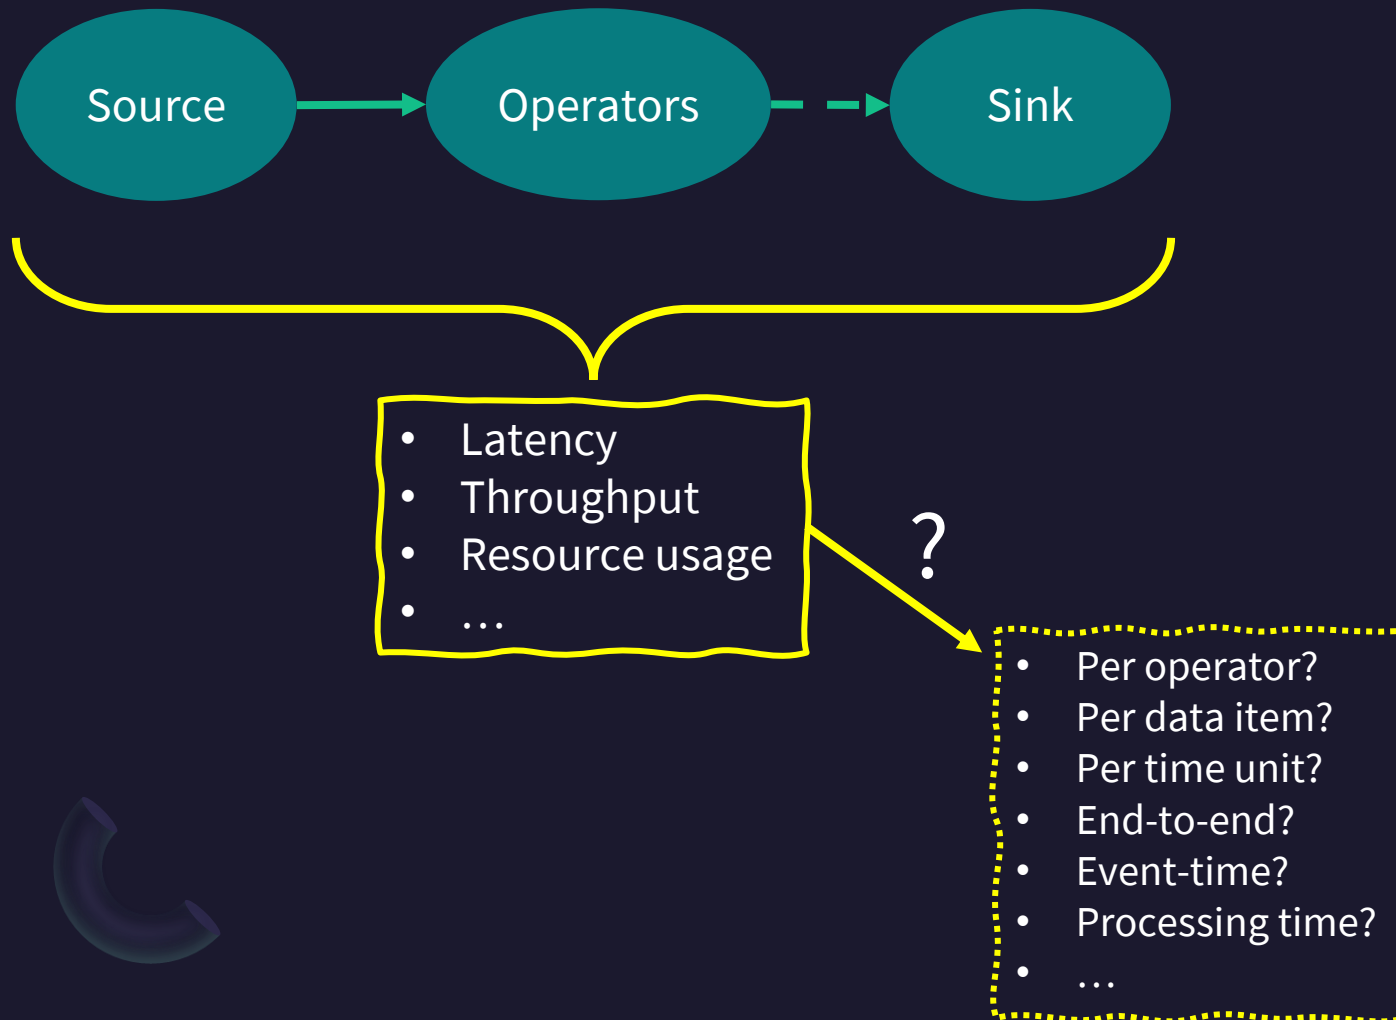 Source
Operators
Sink
• Latency
• Throughput
• Resource usage
• …
?
• Per operator?
• Per data item?
• Per time unit?
• End-to-end?
• Event-time?
• Processing time?
• …